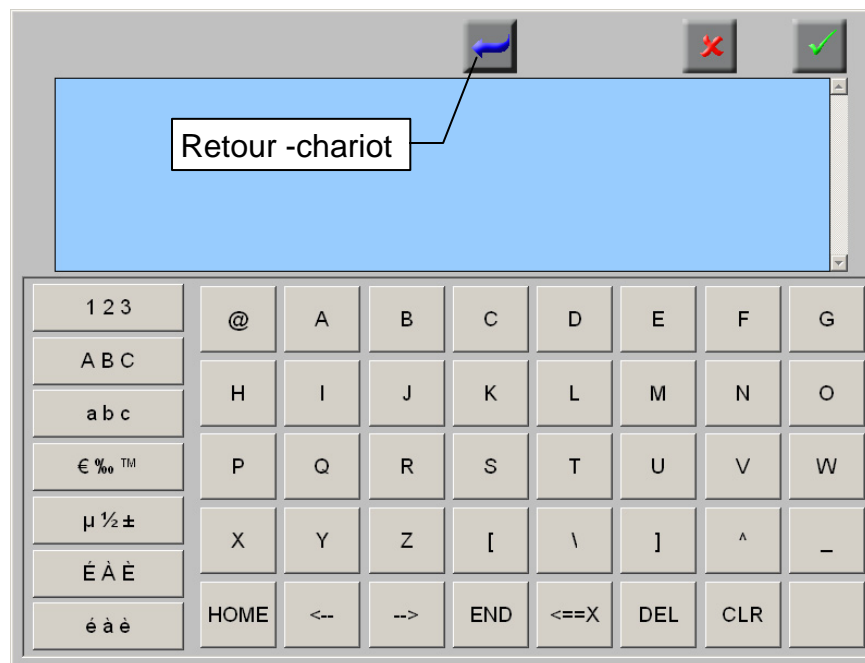 Retour -chariot
1 2 3
@ A B C D E F G
A B C
H I J K L M N O
a b c
€ ‰ ™
P Q R S T U V W
µ ½ ±
X Y Z [ \ ] ^ _
É À È
HOME <-- --> END <==X DEL CLR
é à è